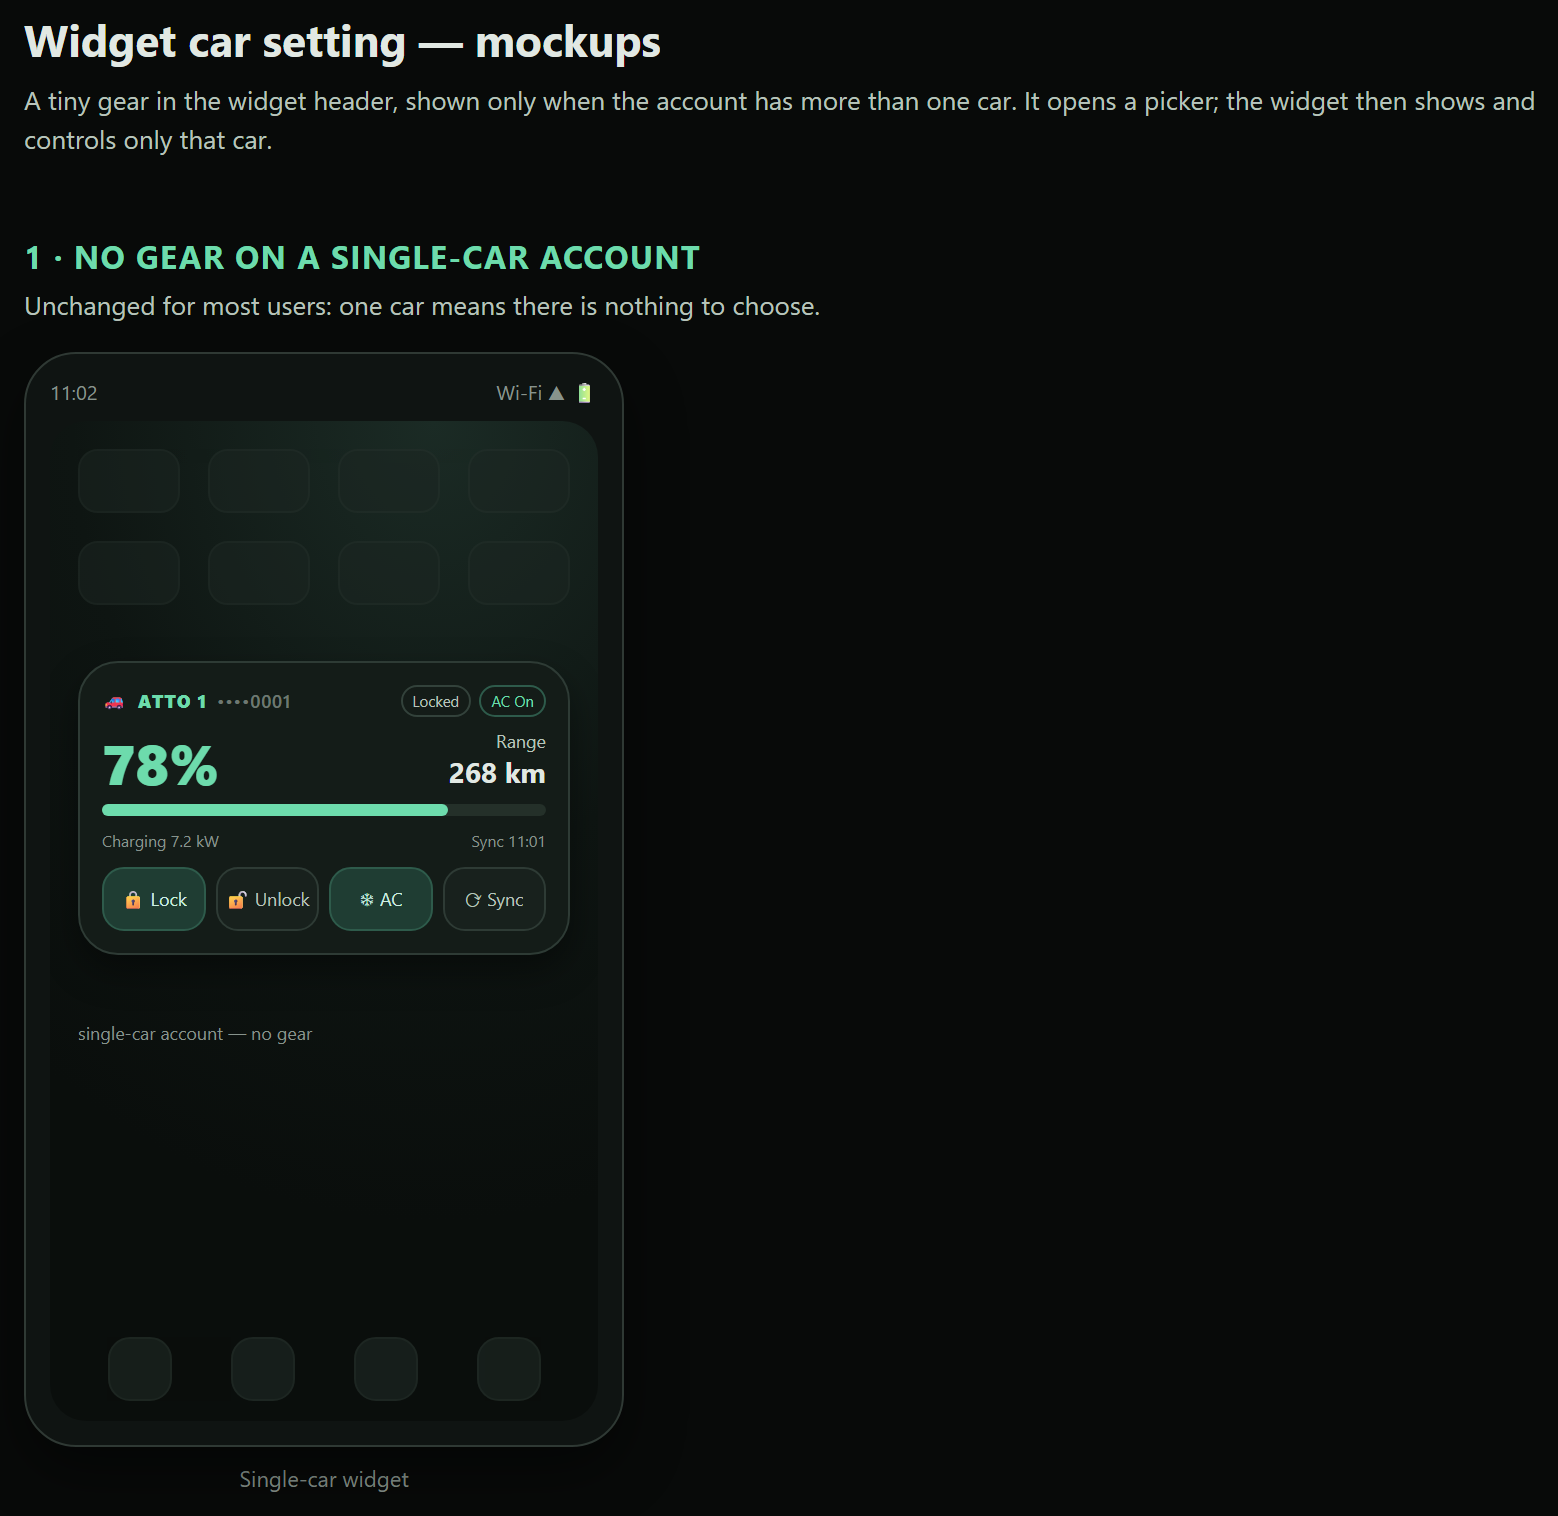 Widget car setting — mockups
A tiny gear in the widget header, shown only when the account has more than one car. It opens a picker; the widget then shows and
controls only that car.
1 · NO GEAR ON A SINGLE-CAR ACCOUNT
Unchanged for most users: one car means there is nothing to choose.
11:02
Wi-Fi ▲
ATTO 1 ••••0001
Locked
AC On
78%
Range
268 km
Charging 7.2 kW
Sync 11:01
Lock
Unlock
❄ AC
⟳ Sync
single-car account — no gear
Single-car widget